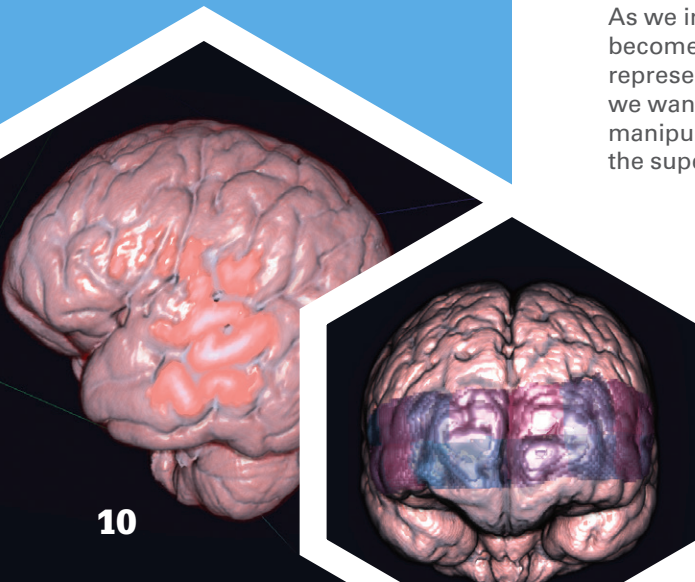 As we in
become
represe
we wan
manipu
the supe
10